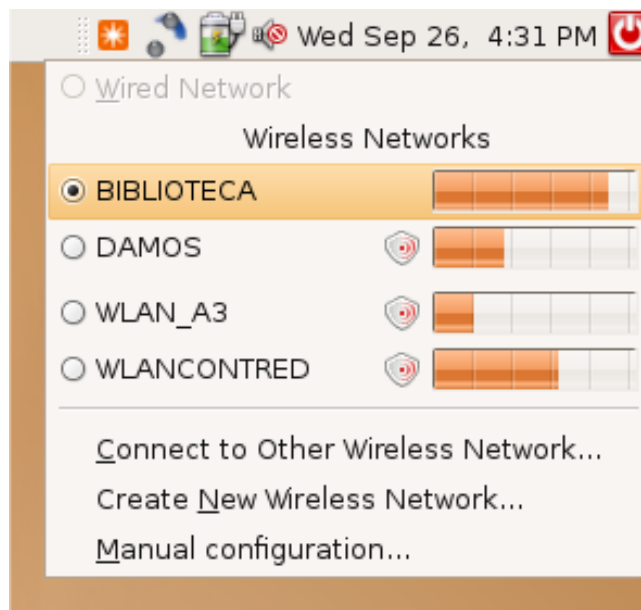 Wed Sep 26, 4:31 PM
Wired Network
Wireless Networks
BIBLIOTECA
DAMOS
WLAN_A3
WLANCONTRED
Connect to Other Wireless Network...
Create New Wireless Network...
Manual configuration...